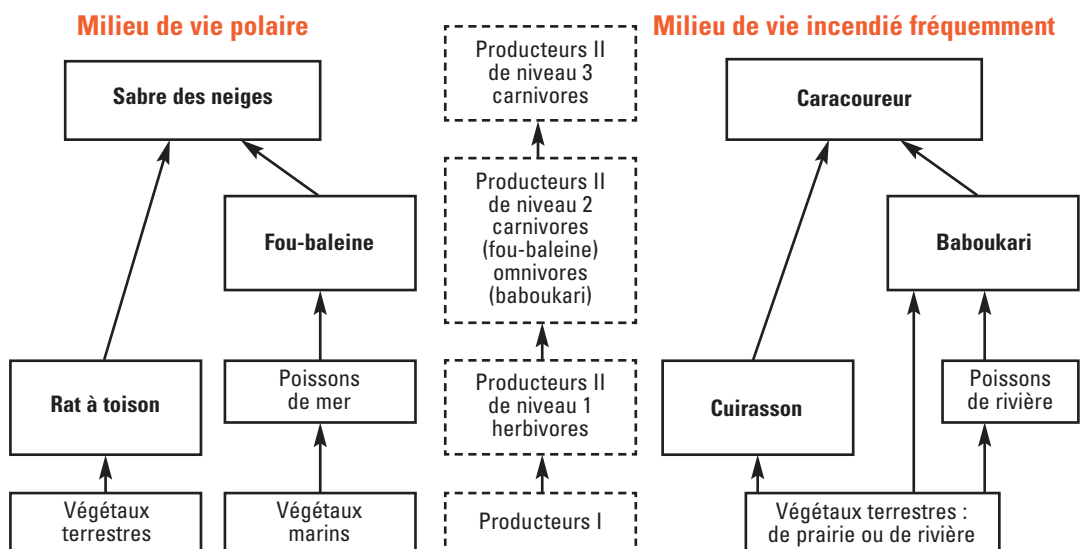 Milieu de vie polaire
Sabre des neiges
Fou-baleine
Rat à toison
Poissons
de mer
Végétaux
terrestres
Végétaux
marins
Producteurs II
de niveau 3
carnivores
Producteurs II
de niveau 2
carnivores
(fou-baleine)
omnivores
(baboukari)
Producteurs II
de niveau 1
herbivores
Producteurs I
Milieu de vie incendié fréquemment
Caracoureur
Baboukari
Cuirasson
Poissons
de rivière
Végétaux terrestres :
de prairie ou de rivière